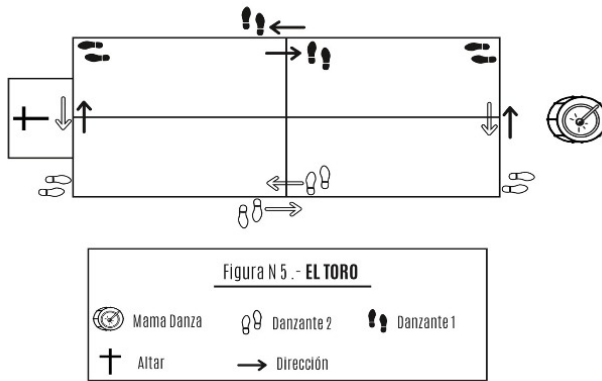 Figura N 5 .- EL TORO
Mama Danza
Danzante 2
Danzante 1
Altar
Dirección